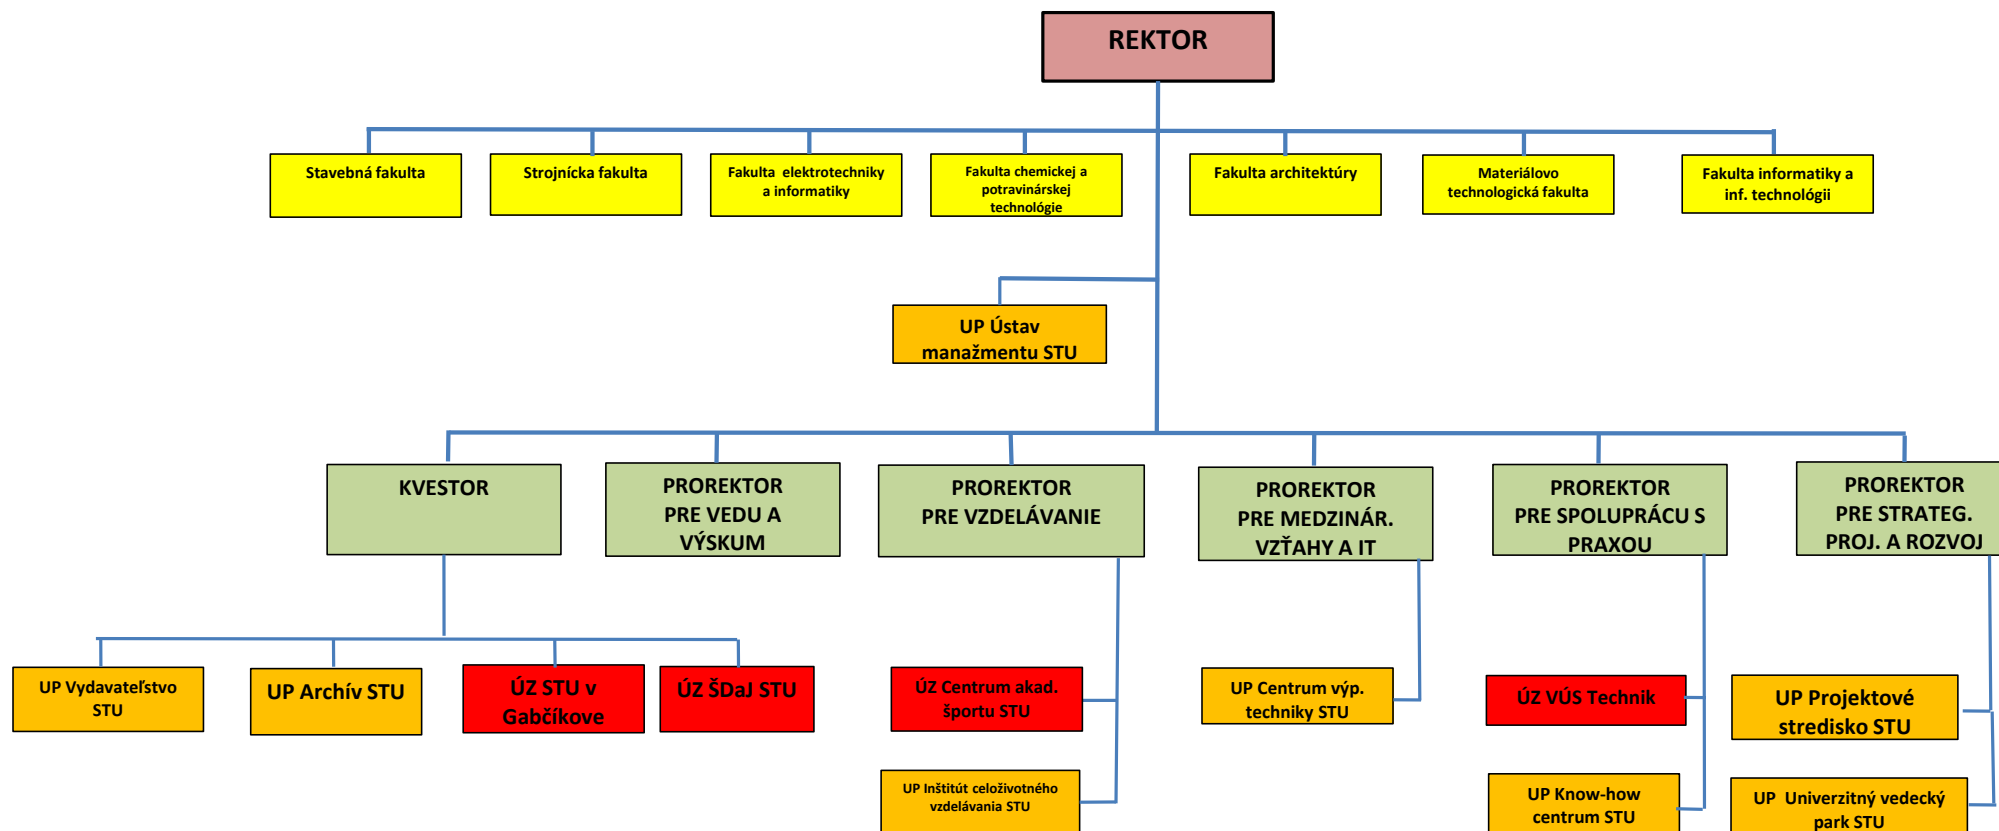 REKTOR
Stavebná fakulta
Strojnícka fakulta
Fakulta elektrotechniky
a informatiky
Fakulta chemickej a
potravinárskej
technológie
Fakulta architektúry
Materiálovo
technologická fakulta
Fakulta informatiky a
inf. technológii
UP Ústav
manažmentu STU
KVESTOR
PROREKTOR
PRE VEDU A
VÝSKUM
PROREKTOR
PRE VZDELÁVANIE
PROREKTOR
PRE MEDZINÁR.
VZŤAHY A IT
PROREKTOR
PRE SPOLUPRÁCU S
PRAXOU
PROREKTOR
PRE STRATEG.
PROJ. A ROZVOJ
UP Vydavateľstvo
STU
UP Archív STU
ÚZ STU v
Gabčíkove
ÚZ ŠDaJ STU
ÚZ Centrum akad.
športu STU
UP Centrum výp.
techniky STU
ÚZ VÚS Technik
UP Projektové
stredisko STU
UP Inštitút celoživotného
vzdelávania STU
UP Know-how
centrum STU
UP Univerzitný vedecký
park STU